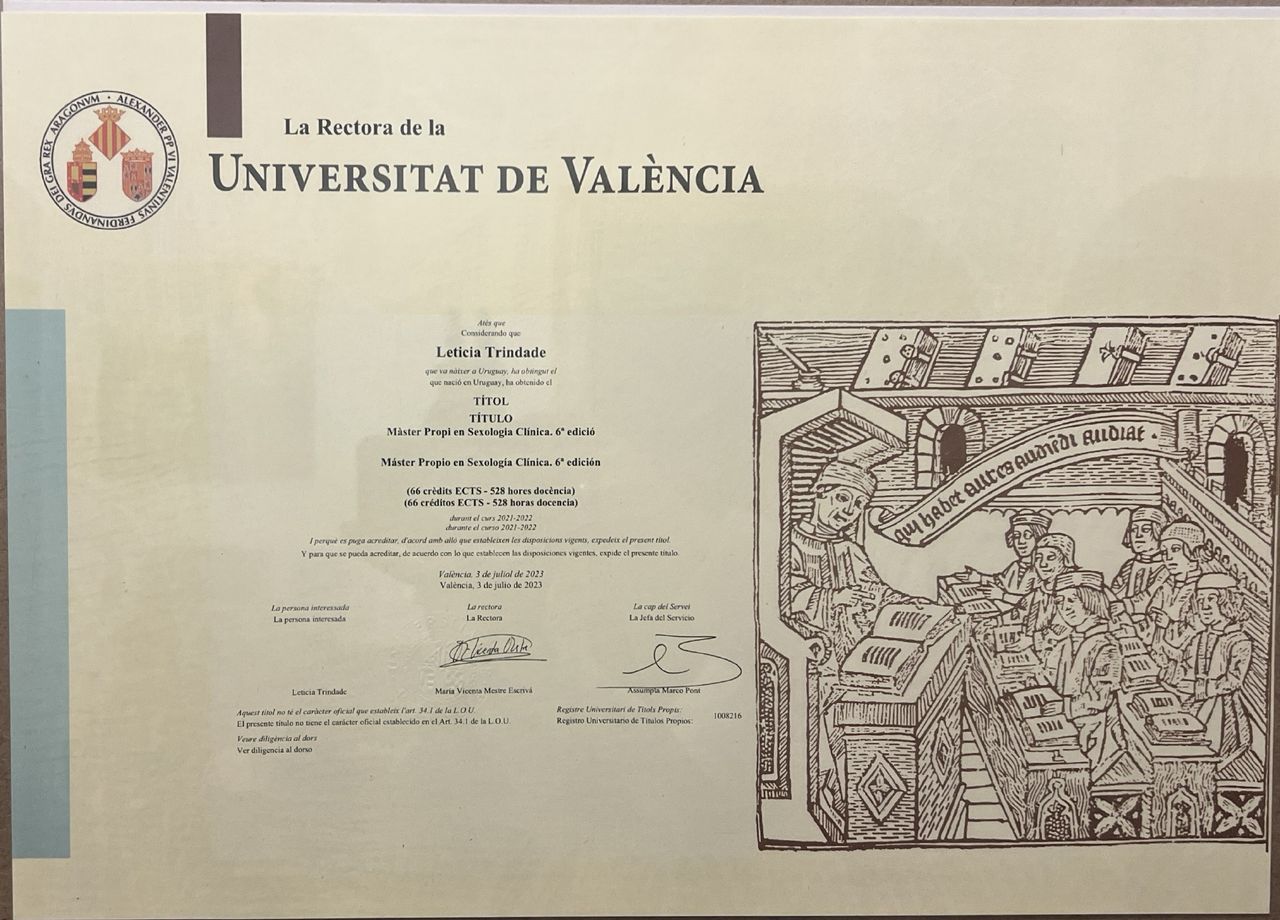 FERDINANDVS DEI GRA REX ARAGONVM · ALEXANDER PP VI VALENTINVS
La Rectora de la
UNIVERSITAT DE VALÈNCIA
Atés que
Considerando que
Leticia Trindade
que va nàixer a Uruguay, ha obtingut el
que nació en Uruguay, ha obtenido el
TÍTOL
TÍTULO
Màster Propi en Sexologia Clínica. 6ª edició
Máster Propio en Sexología Clínica. 6ª edición
(66 crèdits ECTS - 528 hores docència)
(66 créditos ECTS - 528 horas docencia)
durant el curs 2021-2022
durante el curso 2021-2022
I perquè es puga acreditar, d'acord amb allò que estableixen les disposicions vigents, expedeix el present títol.
Y para que se pueda acreditar, de acuerdo con lo que establecen las disposiciones vigentes, expide el presente título.
València, 3 de juliol de 2023
València, 3 de julio de 2023
La persona interessada La rectora La cap del Servei
La persona interesada La Rectora La Jefa del Servicio
Leticia Trindade María Vicenta Mestre Escrivá Assumpta Marco Pont
Aquest títol no té el caràcter oficial que estableix l'art. 34.1 de la L.O.U.
El presente título no tiene el carácter oficial establecido en el Art. 34.1 de la L.O.U.
Veure diligència al dors
Ver diligencia al dorso
Registre Universitari de Títols Propis:
Registro Universitario de Títulos Propios: 1008216
quy habet aures audiēdi audiat ·